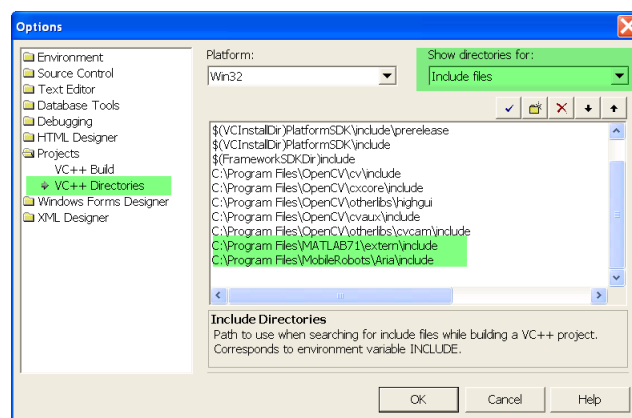 Options
Environment
Source Control
Text Editor
Database Tools
Debugging
HTML Designer
Projects
VC++ Build
VC++ Directories
Windows Forms Designer
XML Designer
Platform:
Win32
Show directories for:
Include files
$(VCInstallDir)PlatformSDK\include\prerelease
$(VCInstallDir)PlatformSDK\include
$(FrameworkSDKDir)include
C:\Program Files\OpenCV\cv\include
C:\Program Files\OpenCV\cxcore\include
C:\Program Files\OpenCV\otherlibs\highgui
C:\Program Files\OpenCV\cvaux\include
C:\Program Files\OpenCV\otherlibs\cvcam\include
C:\Program Files\MATLAB71\extern\include
C:\Program Files\MobileRobots\Aria\include
Include Directories
Path to use when searching for include files while building a VC++ project.
Corresponds to environment variable INCLUDE.
OK
Cancel
Help